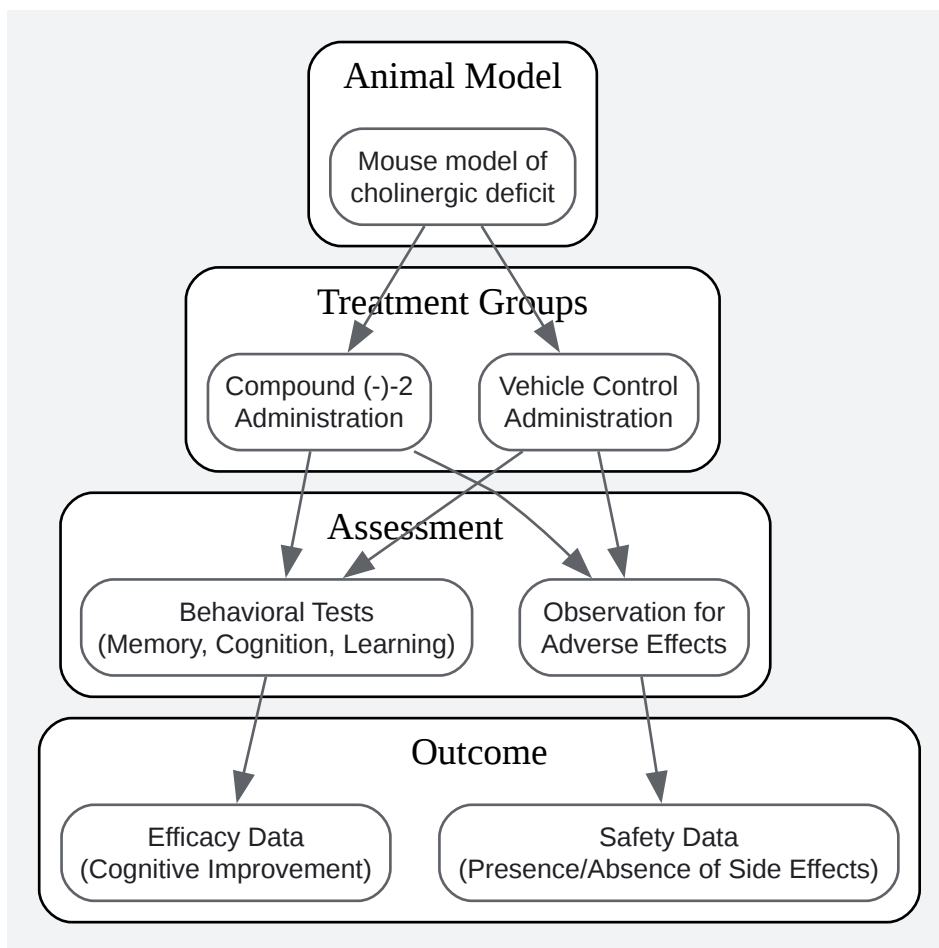 Animal Model
Mouse model of
cholinergic deficit
Treatment Groups
Compound (-)-2
Administration
Vehicle Control
Administration
Assessment
Behavioral Tests
(Memory, Cognition, Learning)
Observation for
Adverse Effects
Outcome
Efficacy Data
(Cognitive Improvement)
Safety Data
(Presence/Absence of Side Effects)